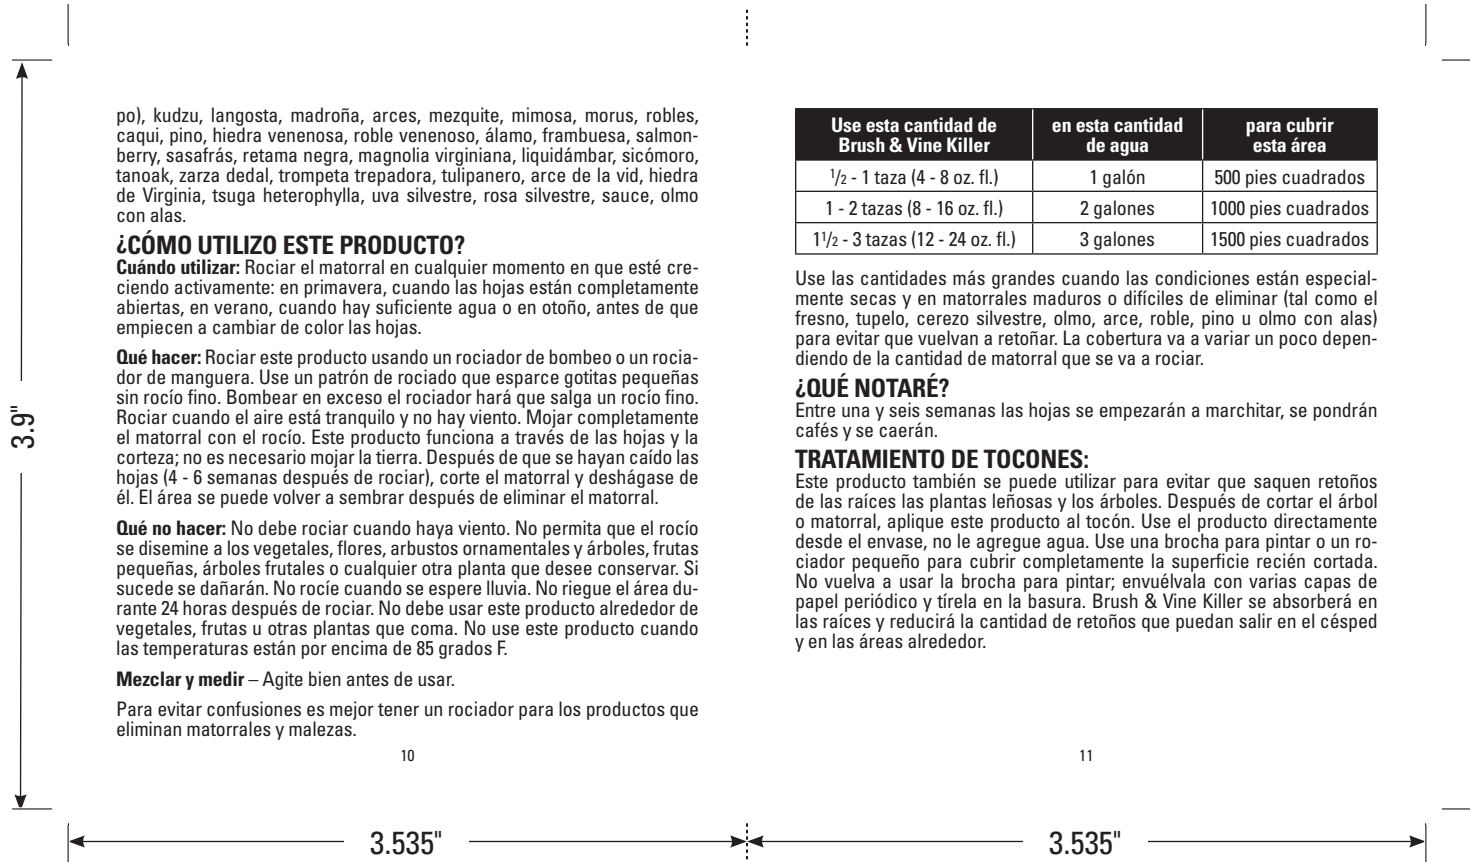 po), kudzu, langosta, madroña, arces, mezquite, mimosa, morus, robles,
caqui, pino, hiedra venenosa, roble venenoso, álamo, frambuesa, salmon-
berry, sasafrás, retama negra, magnolia virginiana, liquidámbar, sicómoro,
tanoak, zarza dedal, trompeta trepadora, tulipanero, arce de la vid, hiedra
de Virginia, tsuga heterophylla, uva silvestre, rosa silvestre, sauce, olmo
con alas.
¿CÓMO UTILIZO ESTE PRODUCTO?
Cuándo utilizar: Rociar el matorral en cualquier momento en que esté cre-
ciendo activamente: en primavera, cuando las hojas están completamente
abiertas, en verano, cuando hay suficiente agua o en otoño, antes de que
empiecen a cambiar de color las hojas.
Qué hacer: Rociar este producto usando un rociador de bombeo o un rocia-
dor de manguera. Use un patrón de rociado que esparce gotitas pequeñas
sin rocío fino. Bombear en exceso el rociador hará que salga un rocío fino.
Rociar cuando el aire está tranquilo y no hay viento. Mojar completamente
el matorral con el rocío. Este producto funciona a través de las hojas y la
corteza; no es necesario mojar la tierra. Después de que se hayan caído las
hojas (4 - 6 semanas después de rociar), corte el matorral y deshágase de
él. El área se puede volver a sembrar después de eliminar el matorral.
Qué no hacer: No debe rociar cuando haya viento. No permita que el rocío
se disemine a los vegetales, flores, arbustos ornamentales y árboles, frutas
pequeñas, árboles frutales o cualquier otra planta que desee conservar. Si
sucede se dañarán. No rocíe cuando se espere lluvia. No riegue el área du-
rante 24 horas después de rociar. No debe usar este producto alrededor de
vegetales, frutas u otras plantas que coma. No use este producto cuando
las temperaturas están por encima de 85 grados F.
Mezclar y medir – Agite bien antes de usar.
Para evitar confusiones es mejor tener un rociador para los productos que
eliminan matorrales y malezas.
10
Use esta cantidad de Brush & Vine Killer | en esta cantidad de agua | para cubrir esta área
1/2 - 1 taza (4 - 8 oz. fl.) | 1 galón | 500 pies cuadrados
1 - 2 tazas (8 - 16 oz. fl.) | 2 galones | 1000 pies cuadrados
1 1/2 - 3 tazas (12 - 24 oz. fl.) | 3 galones | 1500 pies cuadrados
Use las cantidades más grandes cuando las condiciones están especial-
mente secas y en matorrales maduros o difíciles de eliminar (tal como el
fresno, tupelo, cerezo silvestre, olmo, arce, roble, pino u olmo con alas)
para evitar que vuelvan a retoñar. La cobertura va a variar un poco depen-
diendo de la cantidad de matorral que se va a rociar.
¿QUÉ NOTARÉ?
Entre una y seis semanas las hojas se empezarán a marchitar, se pondrán
cafés y se caerán.
TRATAMIENTO DE TOCONES:
Este producto también se puede utilizar para evitar que saquen retoños
de las raíces las plantas leñosas y los árboles. Después de cortar el árbol
o matorral, aplique este producto al tocón. Use el producto directamente
desde el envase, no le agregue agua. Use una brocha para pintar o un ro-
ciador pequeño para cubrir completamente la superficie recién cortada.
No vuelva a usar la brocha para pintar; envuélvala con varias capas de
papel periódico y tírela en la basura. Brush & Vine Killer se absorberá en
las raíces y reducirá la cantidad de retoños que puedan salir en el césped
y en las áreas alrededor.
11
3.9"
3.535"
3.535"